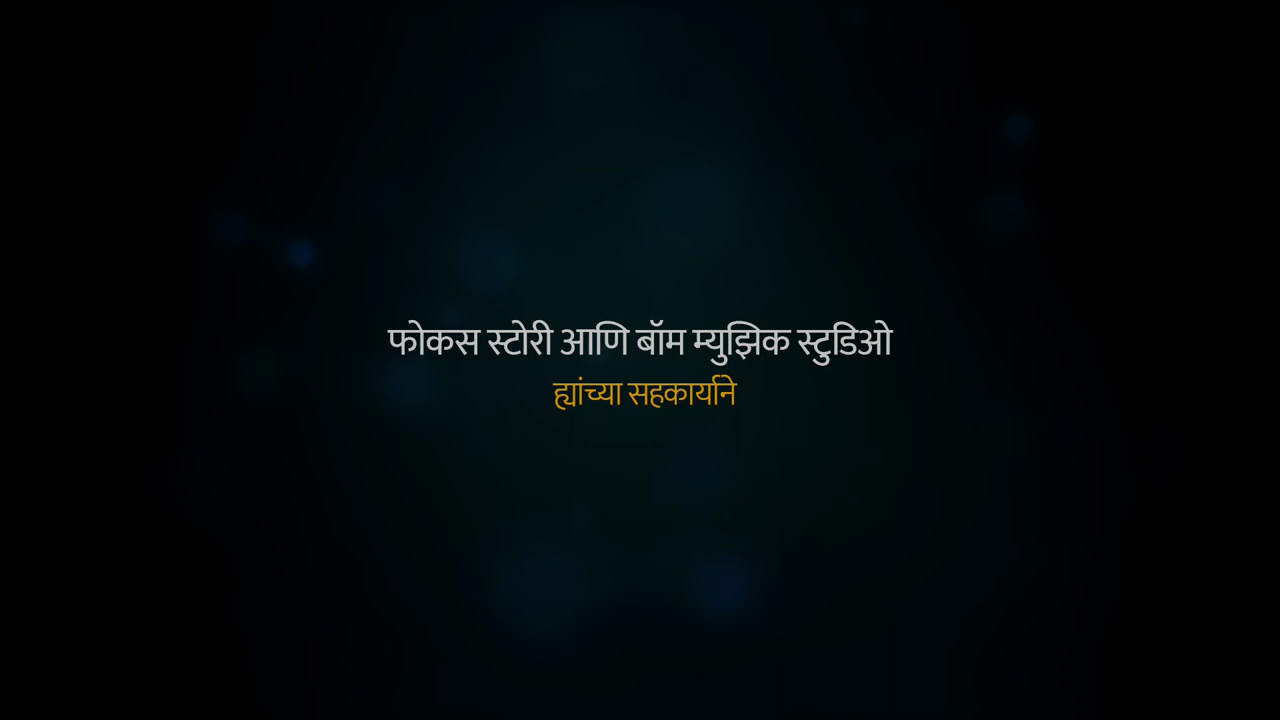 फोकस स्टोरी आणि बॉम म्युझिक स्टुडिओ
ह्यांच्या सहकार्याने